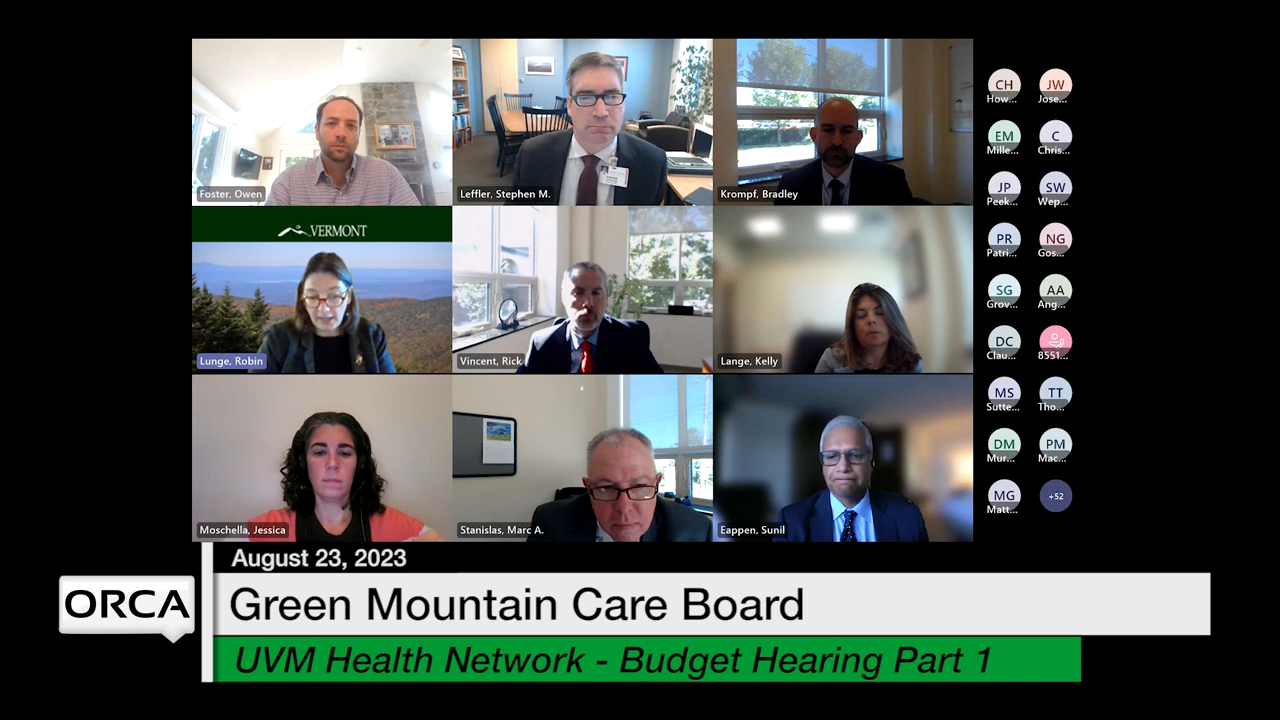 Foster, Owen
Leffler, Stephen M.
Krompf, Bradley
VERMONT
Lunge, Robin
Vincent, Rick
Lange, Kelly
Moschella, Jessica
Stanislas, Marc A.
Eappen, Sunil
CH JW
How... Jose...
EM C
Mille... Chris...
JP SW
Peek... Wep...
PR NG
Patri... Gos...
SG AA
Grov... Ang...
DC
Clau... 8551...
MS TT
Sutte... Tho...
DM PM
Mur... Mac...
MG +52
Matt...
August 23, 2023
ORCA
Green Mountain Care Board
UVM Health Network - Budget Hearing Part 1